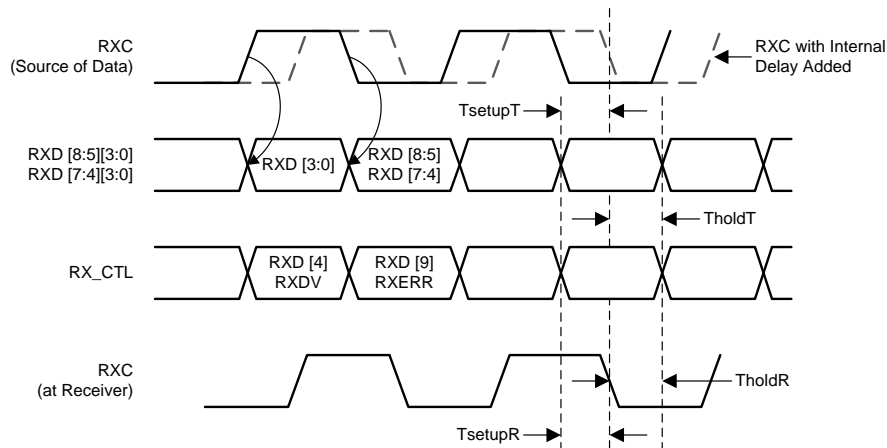 RXC
(Source of Data)
RXC with Internal
Delay Added
TsetupT
RXD [8:5][3:0]
RXD [7:4][3:0]
RXD [3:0]
RXD [8:5]
RXD [7:4]
TholdT
RX_CTL
RXD [4]
RXDV
RXD [9]
RXERR
RXC
(at Receiver)
TholdR
TsetupR